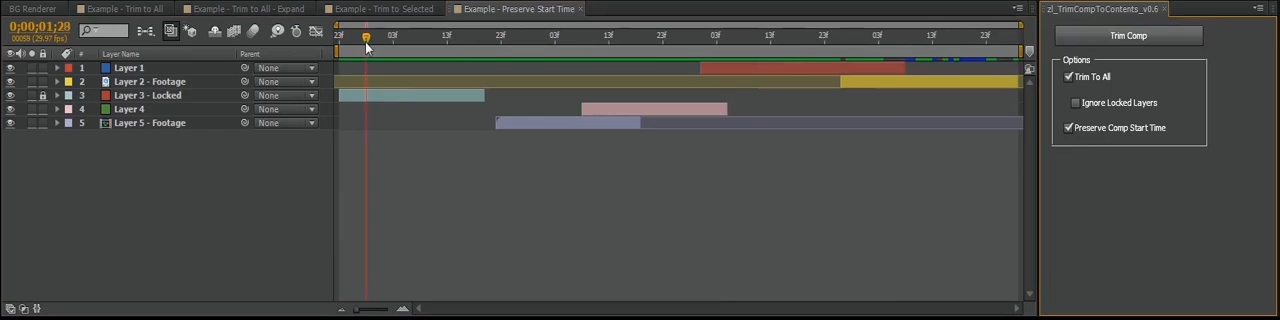 BG Renderer Example - Trim to All Example - Trim to All - Expand Example - Trim to Selected Example - Preserve Start Time × zl_TrimCompToContents_v0.6 ×
0;00;01;28
00058 (29.97 fps)
23f 03f 13f 23f 03f 13f 23f 03f 13f 23f 03f 13f 23f
Trim Comp
# Layer Name Parent
Options
1 Layer 1 None
2 Layer 2 - Footage None
3 Layer 3 - Locked None
4 Layer 4 None
5 Layer 5 - Footage None
Trim To All
Ignore Locked Layers
Preserve Comp Start Time